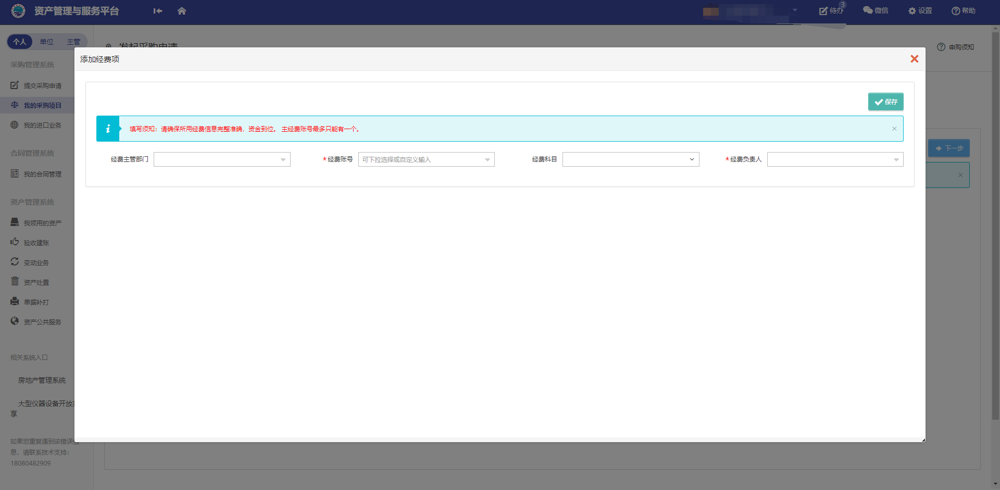 资产管理与服务平台
3
待办
微信
设置
帮助
个人
单位
主管
发起采购申请
申购须知
采购管理系统
提交采购申请
我的采购项目
我的进口业务
合同管理系统
我的合同管理
资产管理系统
我领用的资产
验收建账
变动业务
资产处置
单据补打
资产公共服务
相关系统入口
房地产管理系统
大型仪器设备开放共
享
如果您重复遇到该错误信
息，请联系技术支持：
18080482909
添加经费项
保存
填写须知：请确保所用经费信息完整准确，资金到位。 主经费账号最多只能有一个。
经费主管部门
*经费账号
可下拉选择或自定义输入
经费科目
*经费负责人
下一步